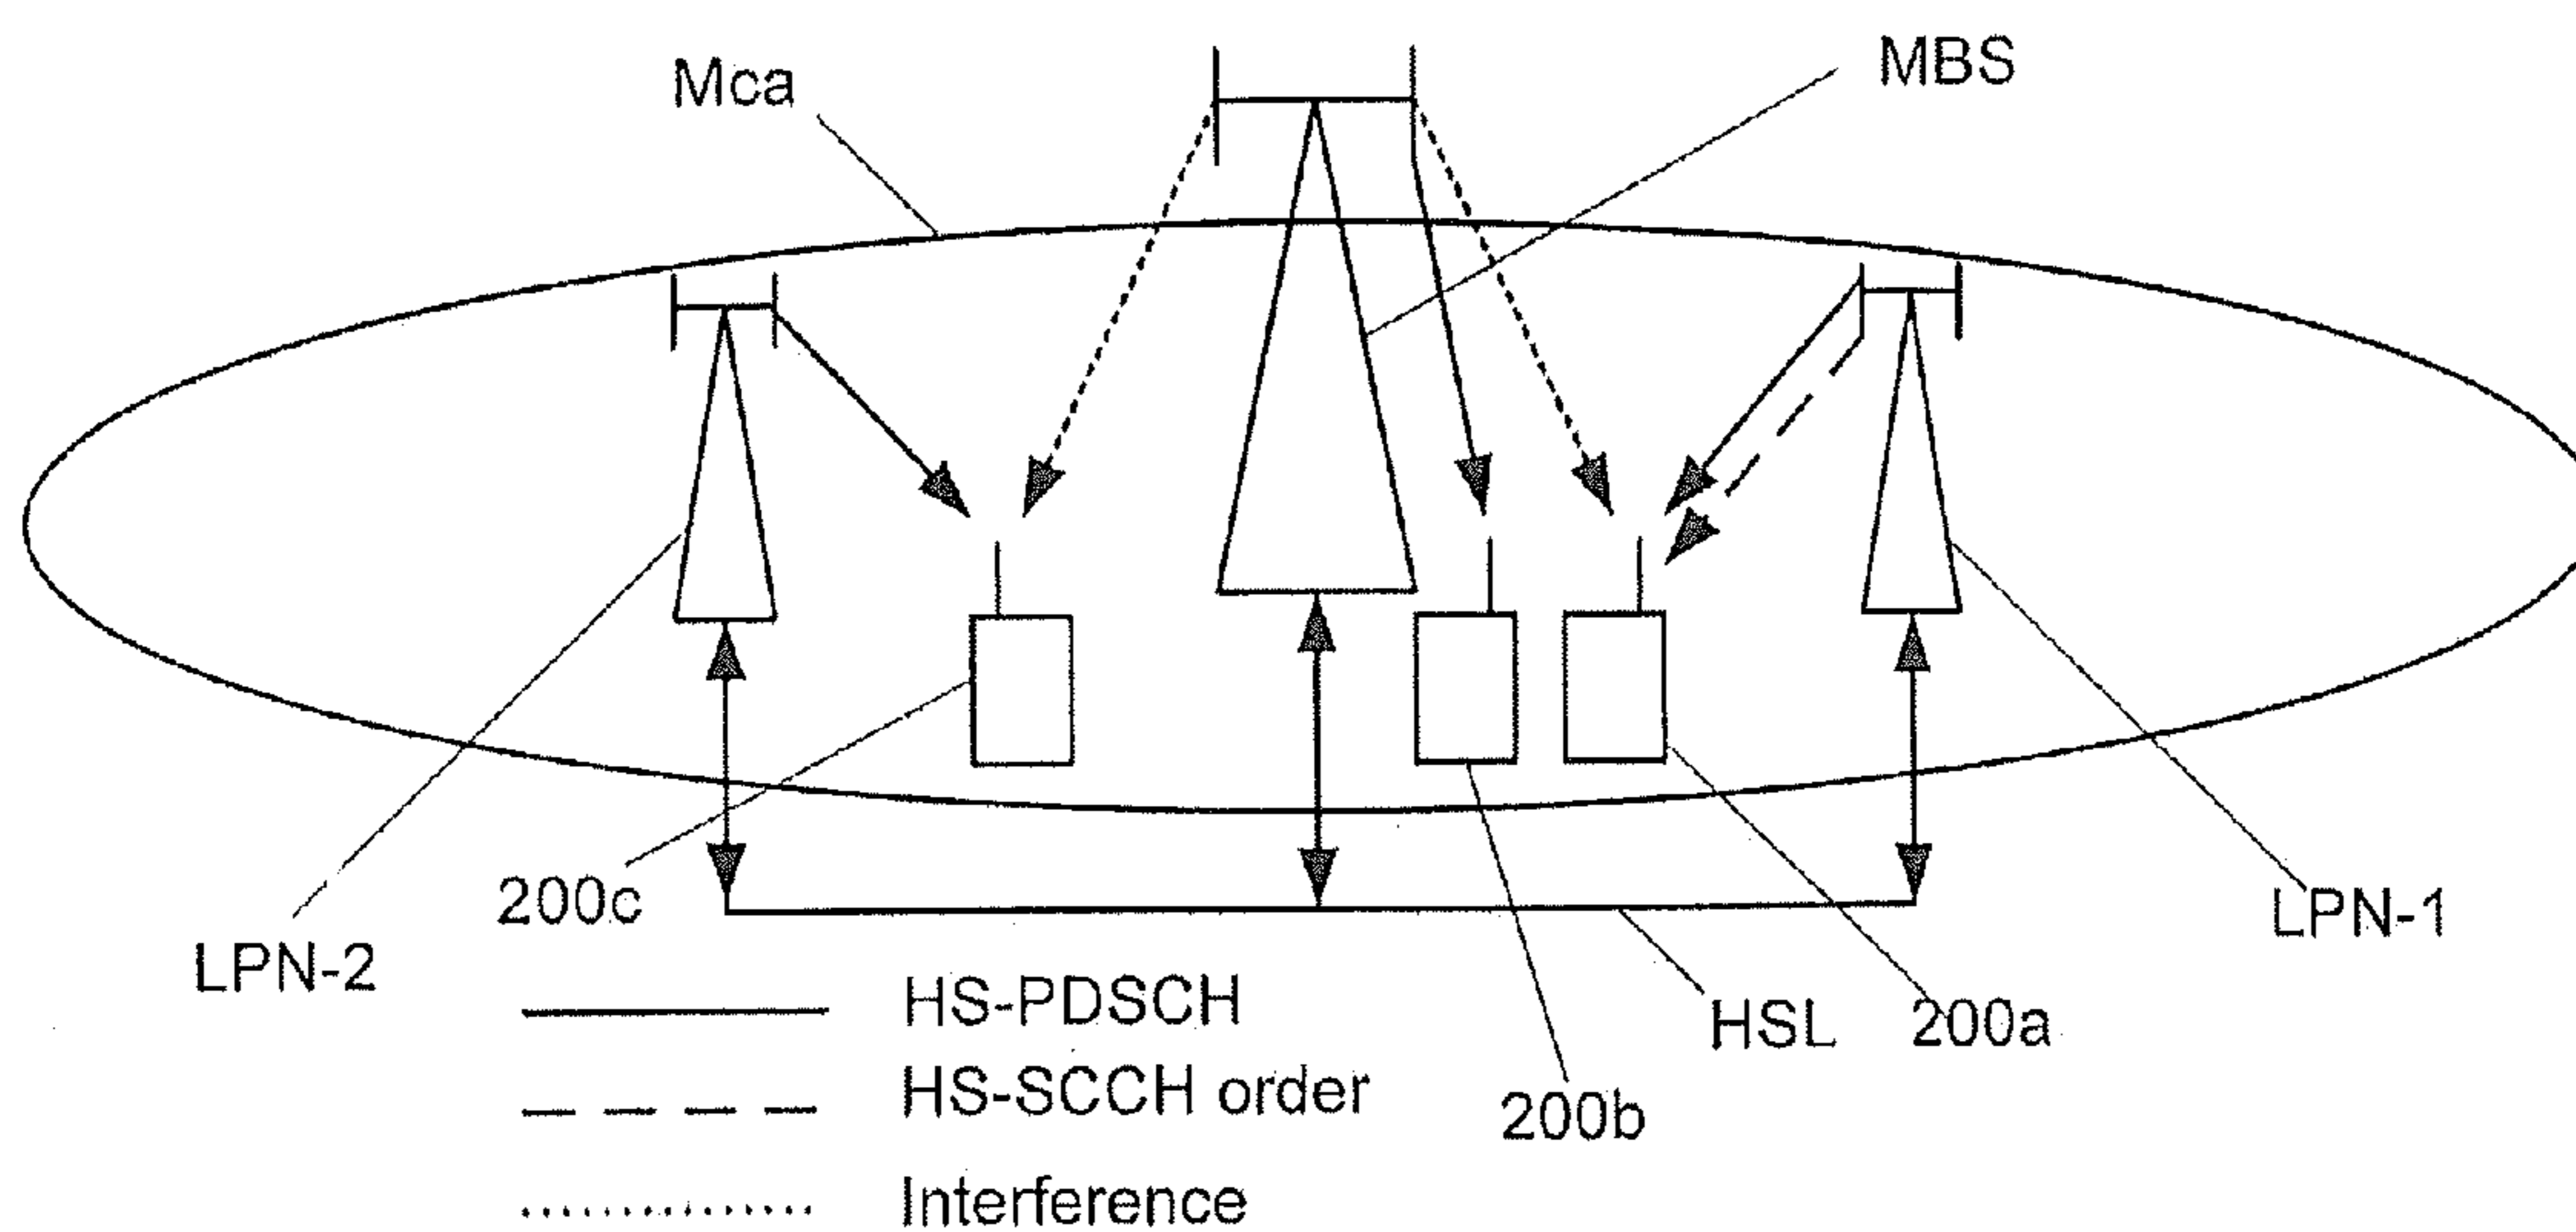 Mca
MBS
200c
LPN-1
LPN-2
HS-PDSCH
HSL
200a
HS-SCCH order
200b
Interference